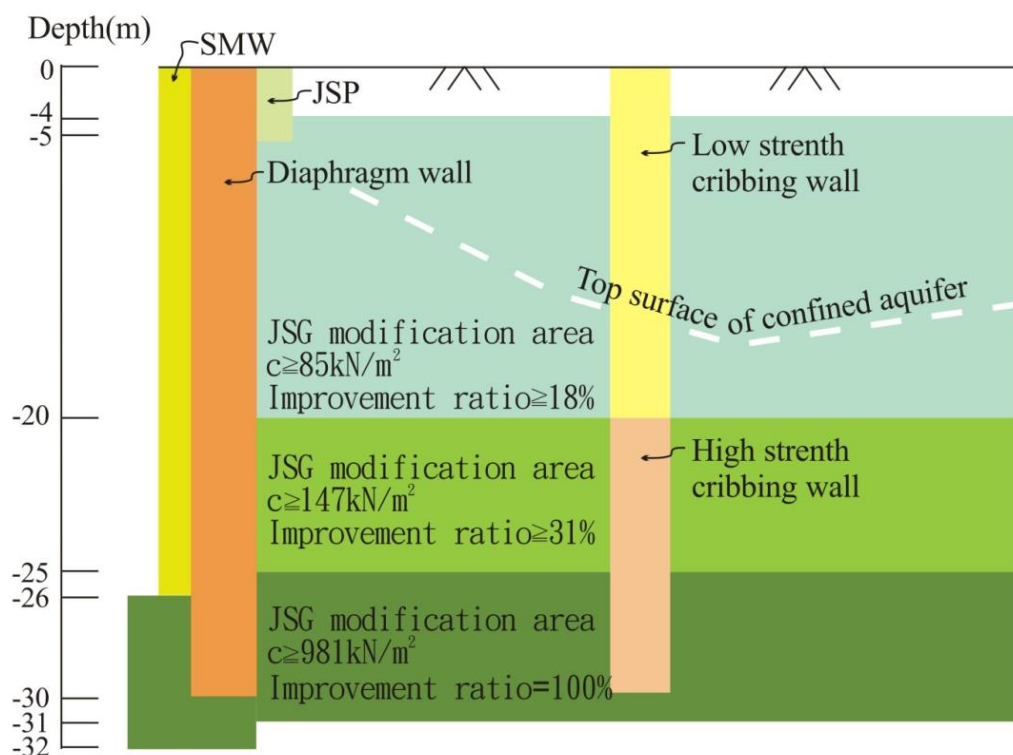 Depth(m)
SMW
0
JSP
-4
-5
Diaphragm wall
Low strenth
cribbing wall
Top surface of confined aquifer
JSG modification area
c≧85kN/m²
Improvement ratio≧18%
-20
JSG modification area
c≧147kN/m²
Improvement ratio≧31%
High strenth
cribbing wall
-25
-26
JSG modification area
c≧981kN/m²
Improvement ratio=100%
-30
-31
-32